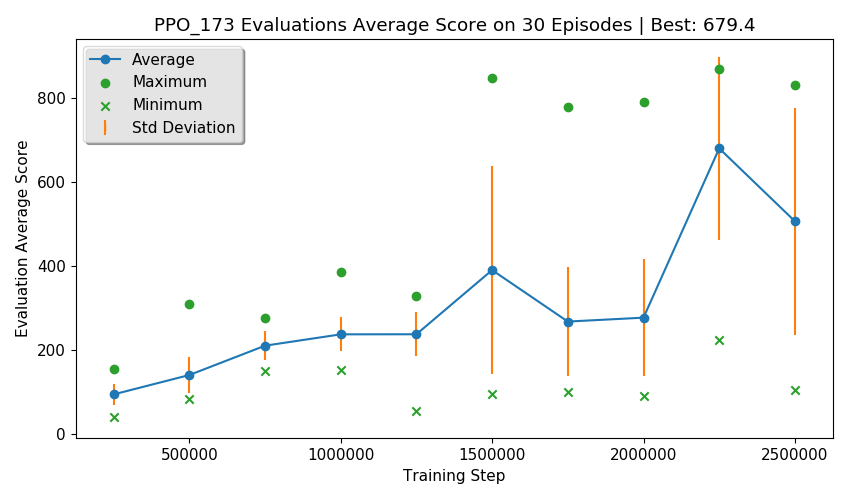 PPO_173 Evaluations Average Score on 30 Episodes | Best: 679.4
Average
Maximum
Minimum
Std Deviation
Evaluation Average Score
800
600
400
200
0
500000 1000000 1500000 2000000 2500000
Training Step